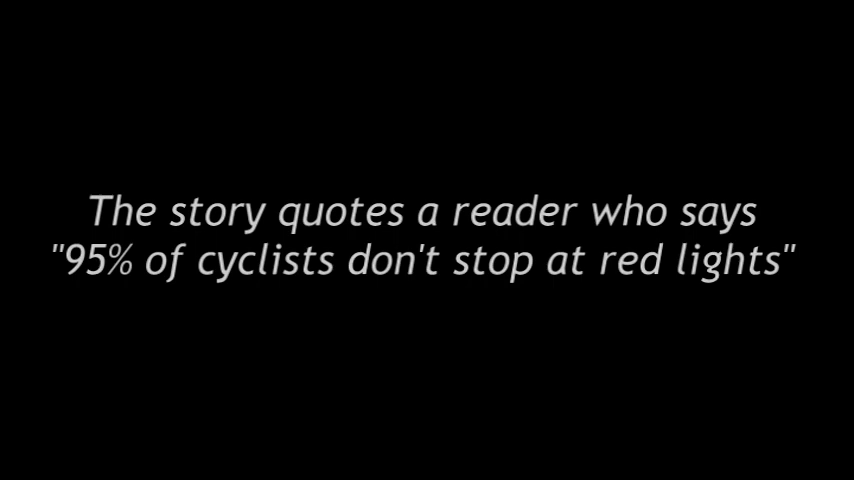 The story quotes a reader who says
"95% of cyclists don't stop at red lights"